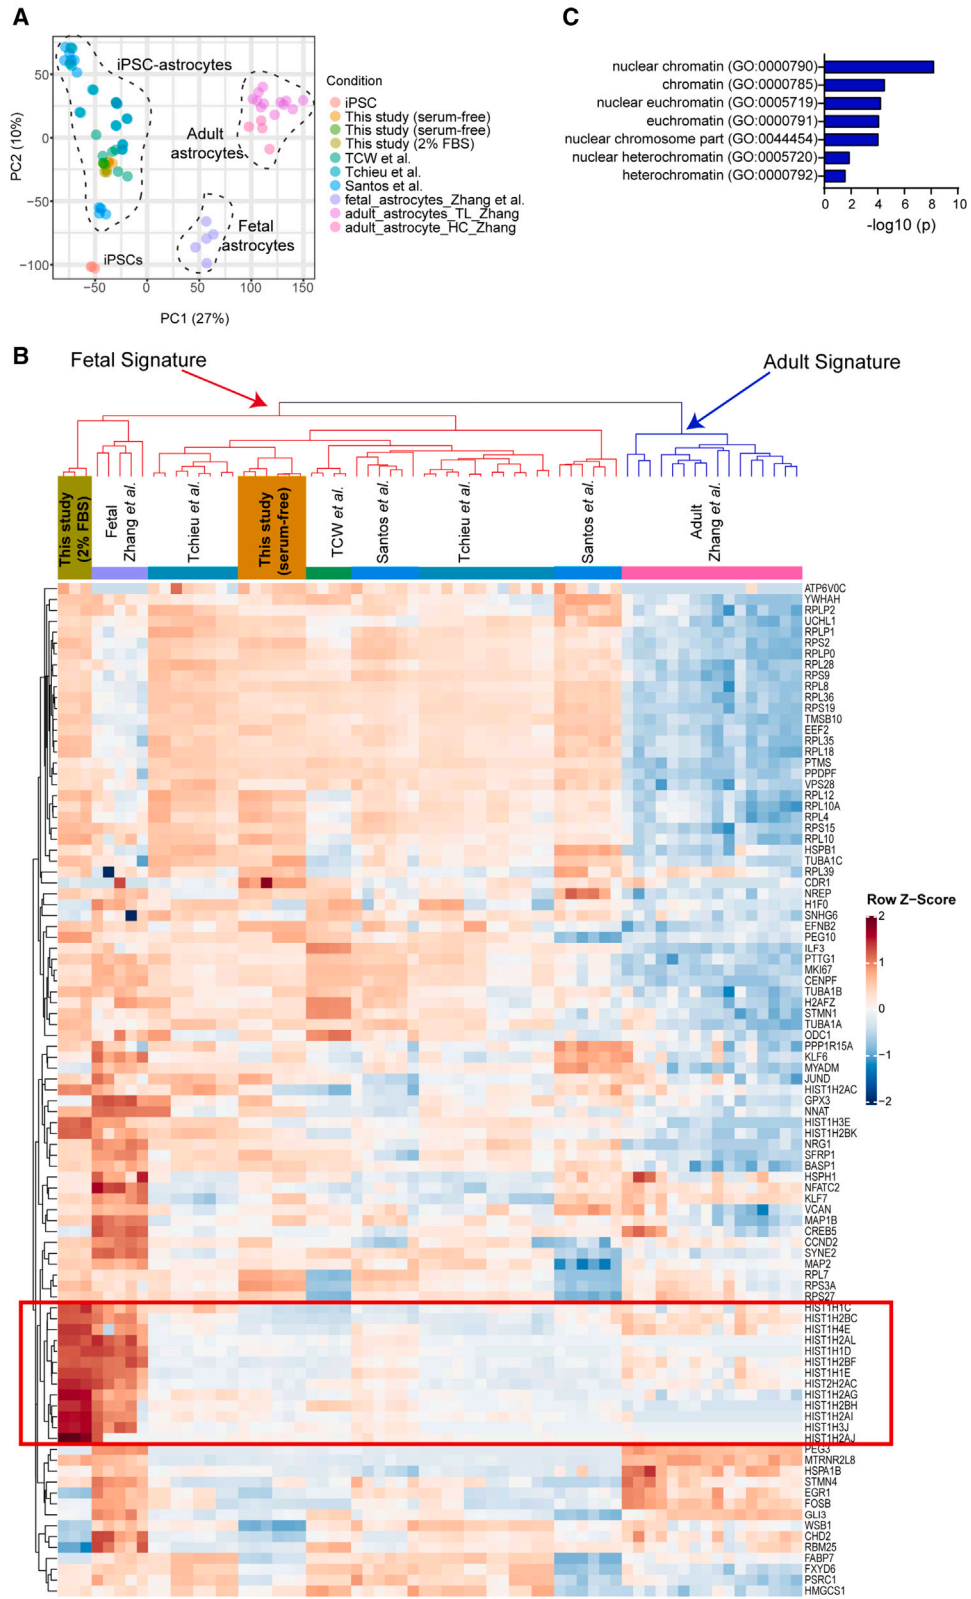 A
iPSC-astrocytes
Adult
astrocytes
Fetal
astrocytes
iPSCs
50
0
−50
−100
−50
0
50
100
150
PC2 (10%)
PC1 (27%)
Condition
iPSC
This study (serum-free)
This study (serum-free)
This study (2% FBS)
TCW et al.
Tchieu et al.
Santos et al.
fetal_astrocytes_Zhang et al.
adult_astrocytes_TL_Zhang
adult_astrocyte_HC_Zhang
C
nuclear chromatin (GO:0000790)
chromatin (GO:0000785)
nuclear euchromatin (GO:0005719)
euchromatin (GO:0000791)
nuclear chromosome part (GO:0044454)
nuclear heterochromatin (GO:0005720)
heterochromatin (GO:0000792)
0 2 4 6 8 10
-log10 (p)
B
Fetal Signature
Adult Signature
This study
(2% FBS)
Fetal
Zhang et al.
Tchieu et al.
This study
(serum-free)
TCW et al.
Santos et al.
Tchieu et al.
Santos et al.
Adult
Zhang et al.
ATP6V0C
YWHAH
RPLP2
UCHL1
RPLP1
RPS2
RPLP0
RPL28
RPS9
RPL8
RPL36
RPS19
TMSB10
EEF2
RPL35
RPL18
PTMS
PPDPF
VPS28
RPL12
RPL10A
RPL4
RPS15
RPL10
HSPB1
TUBA1C
RPL39
CDR1
NREP
H1F0
SNHG6
EFNB2
PEG10
ILF3
PTTG1
MKI67
CENPF
TUBA1B
H2AFZ
STMN1
TUBA1A
ODC1
PPP1R15A
KLF6
MYADM
JUND
HIST1H2AC
GPX3
NNAT
HIST1H3E
HIST1H2BK
NRG1
SFRP1
BASP1
HSPH1
NFATC2
KLF7
VCAN
MAP1B
CREB5
CCND2
SYNE2
MAP2
RPL7
RPS3A
RPS27
HIST1H1C
HIST1H2BC
HIST1H4E
HIST1H2AL
HIST1H1D
HIST1H2BF
HIST1H1E
HIST2H2AC
HIST1H2AG
HIST1H2BH
HIST1H2AI
HIST1H3J
HIST1H2AJ
PEG3
MTRNR2L8
HSPA1B
STMN4
EGR1
FOSB
GLI3
WSB1
CHD2
RBM25
FABP7
FXYD6
PSRC1
HMGCS1
Row Z−Score
2
1
0
−1
−2